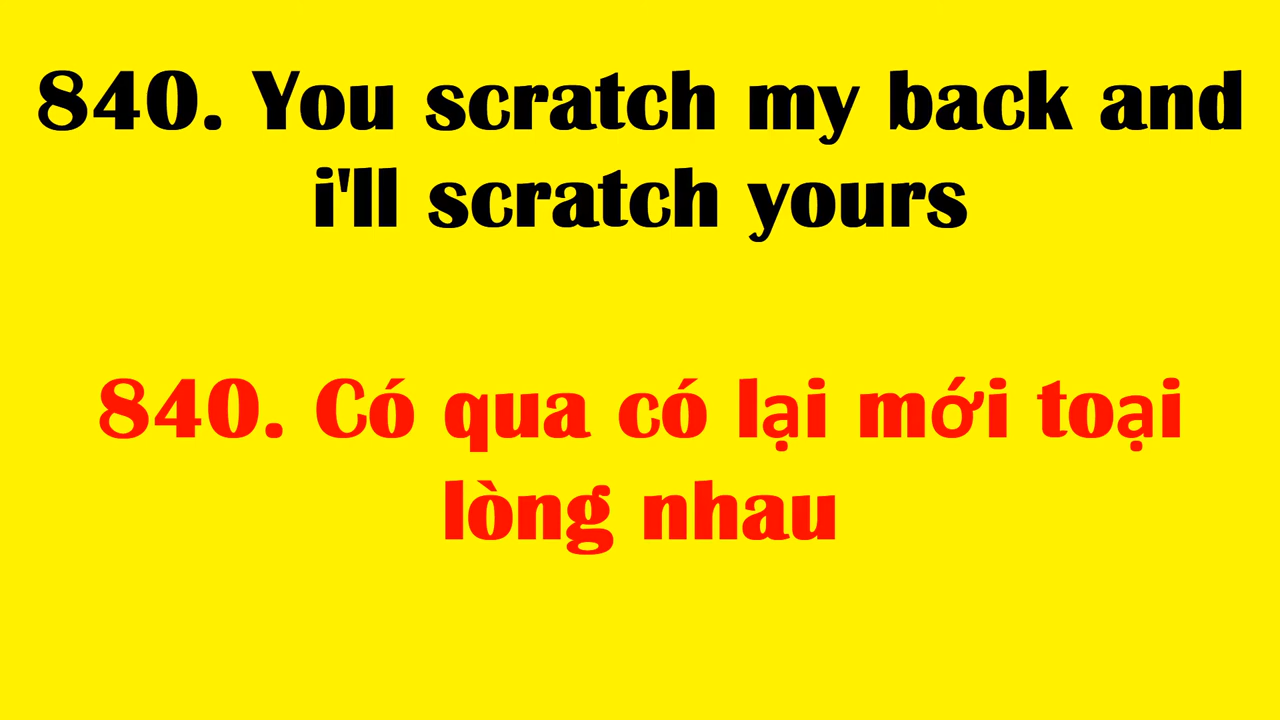 840. You scratch my back and
i'll scratch yours
840. Có qua có lại mới toại
lòng nhau